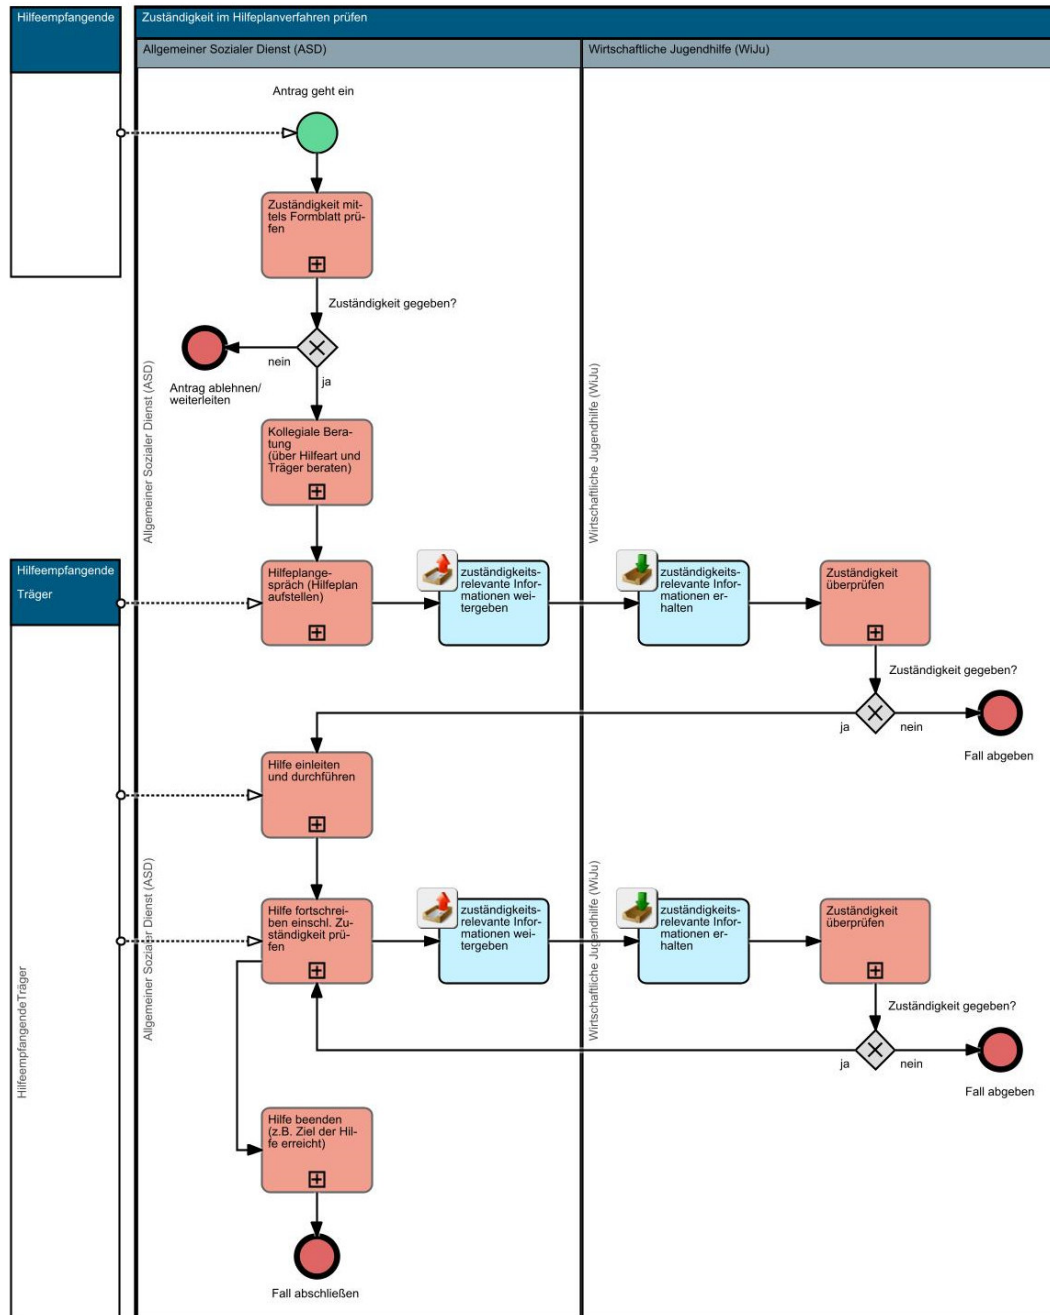 Hilfeempfangende
Zuständigkeit im Hilfeplanverfahren prüfen
Allgemeiner Sozialer Dienst (ASD)
Wirtschaftliche Jugendhilfe (WiJu)
Antrag geht ein
Zuständigkeit mit-
tels Formblatt prü-
fen
Zuständigkeit gegeben?
nein
ja
Antrag ablehnen/
weiterleiten
Allgemeiner Sozialer Dienst (ASD)
Wirtschaftliche Jugendhilfe (WiJu)
Kollegiale Bera-
tung
(über Hilfeart und
Träger beraten)
Hilfeempfangende
Träger
Hilfeplange-
spräch (Hilfeplan
aufstellen)
zuständigkeits-
relevante Infor-
mationen wei-
tergeben
zuständigkeits-
relevante Infor-
mationen er-
halten
Zuständigkeit
überprüfen
Zuständigkeit gegeben?
ja
nein
Fall abgeben
Hilfe einleiten
und durchführen
Allgemeiner Sozialer Dienst (ASD)
Wirtschaftliche Jugendhilfe (WiJu)
Hilfe fortschrei-
ben einschl. Zu-
ständigkeit prü-
fen
zuständigkeits-
relevante Infor-
mationen wei-
tergeben
zuständigkeits-
relevante Infor-
mationen er-
halten
Zuständigkeit
überprüfen
Zuständigkeit gegeben?
ja
nein
Fall abgeben
HilfeempfangendeTräger
Hilfe beenden
(z.B. Ziel der Hil-
fe erreicht)
Fall abschließen